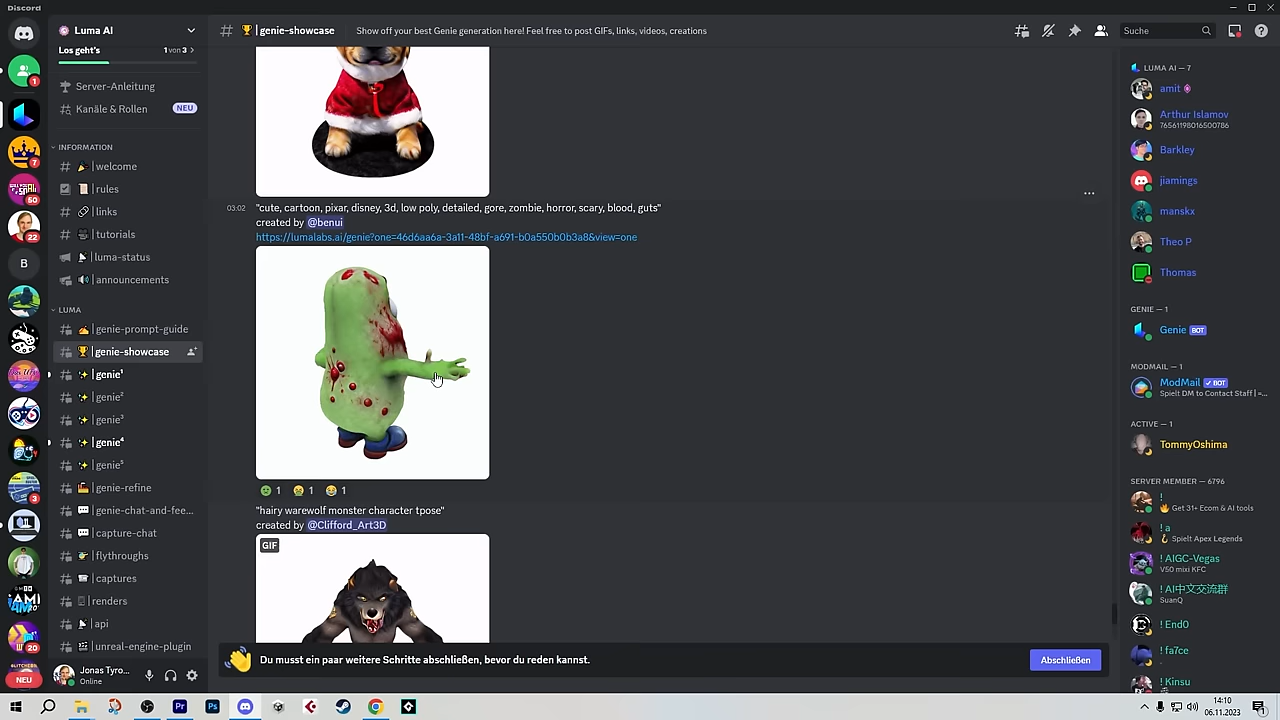 Discord
Luma AI
Los geht's
1 von 3
Server-Anleitung
Kanäle & Rollen
NEU
INFORMATION
welcome
rules
links
tutorials
luma-status
announcements
LUMA
genie-prompt-guide
genie-showcase
genie¹
genie²
genie³
genie⁴
genie⁵
genie-refine
genie-chat-and-fee...
capture-chat
flythroughs
captures
renders
api
unreal-engine-plugin
Jonas Tyro...
Online
1
7
50
22
B
3
20
NEU
genie-showcase
Show off your best Genie generation here! Feel free to post GIFs, links, videos, creations
Suche
03:02
"cute, cartoon, pixar, disney, 3d, low poly, detailed, gore, zombie, horror, scary, blood, guts"
created by @benui
https://lumalabs.ai/genie?one=46d6aa6a-3a11-48bf-a691-b0a550b0b3a8&view=one
1 1 1
"hairy warewolf monster character tpose"
created by @Clifford_Art3D
GIF
Du musst ein paar weitere Schritte abschließen, bevor du reden kannst.
Abschließen
LUMA AI — 7
amit
Arthur Islamov
76561198016500786
Barkley
jiamings
manskx
Theo P
Thomas
GENIE — 1
Genie BOT
MODMAIL — 1
ModMail BOT
Spielt DM to Contact Staff | =...
ACTIVE — 1
TommyOshima
SERVER MEMBER — 6796
!
Get 31+ Ecom & AI tools
! a
Spielt Apex Legends
! AIGC-Vegas
V50 mixi KFC
! AI中文交流群
SuanQ
! End0
! fa7ce
.
! Kinsu
14:10
06.11.2023
1